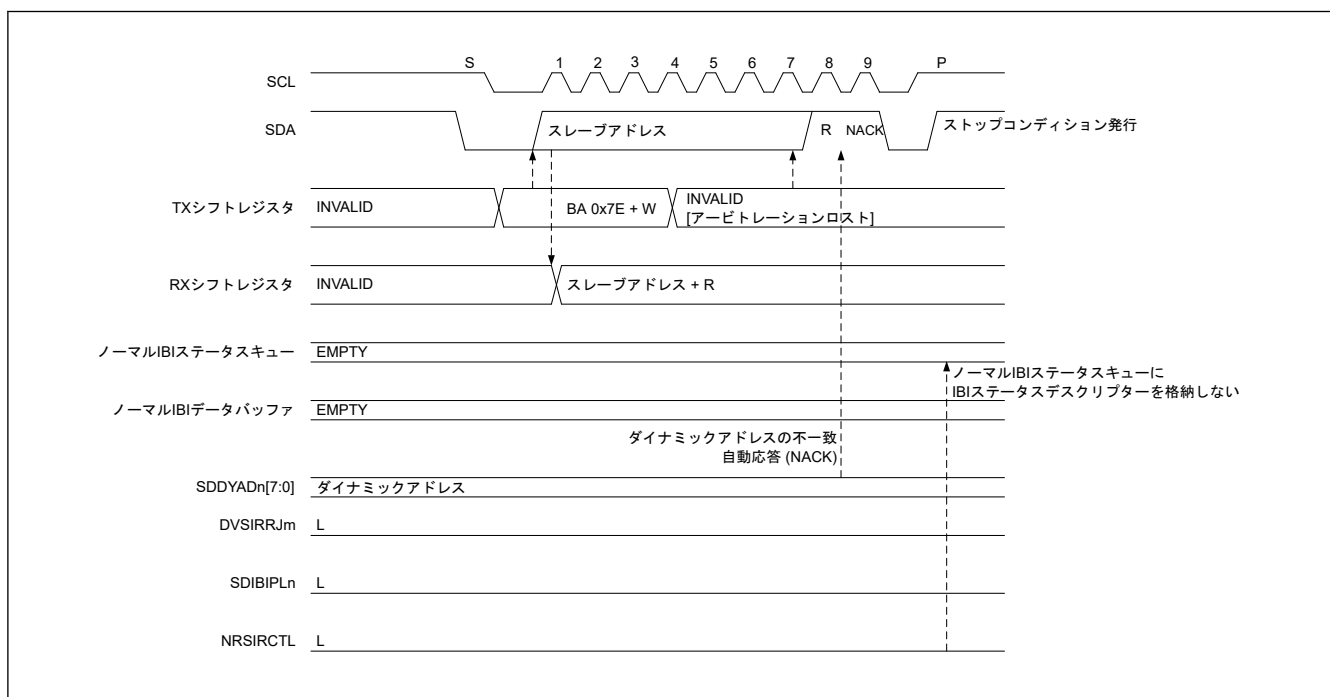 S 1 2 3 4 5 6 7 8 9 P
SCL
SDA スレーブアドレス R NACK ストップコンディション発行
TXシフトレジスタ INVALID BA 0x7E + W INVALID
[アービトレーションロスト]
RXシフトレジスタ INVALID スレーブアドレス + R
ノーマルIBIステータスキュー EMPTY
ノーマルIBIステータスキューに
IBIステータスデスクリプターを格納しない
ノーマルIBIデータバッファ EMPTY
ダイナミックアドレスの不一致
自動応答 (NACK)
SDDYADn[7:0] ダイナミックアドレス
DVSIRRJm L
SDIBIPLn L
NRSIRCTL L